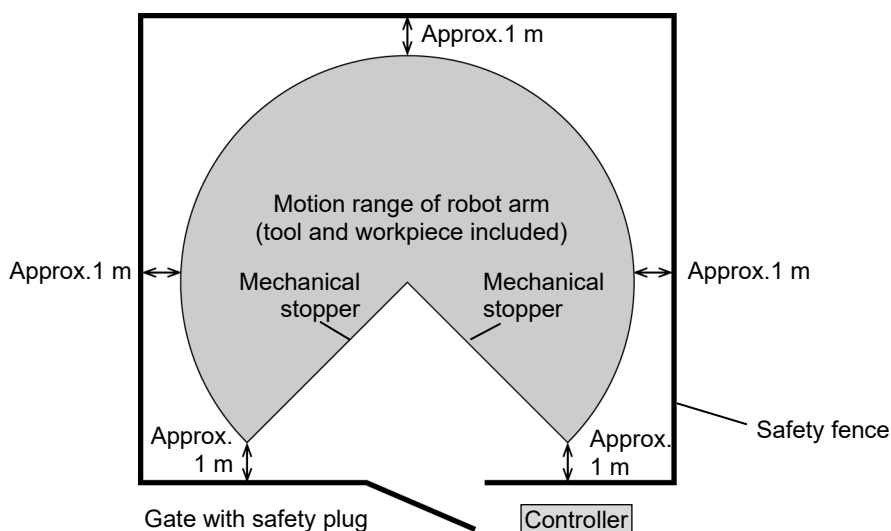 Approx.1 m
Motion range of robot arm
(tool and workpiece included)
Approx.1 m
Approx.1 m
Mechanical
stopper
Mechanical
stopper
Approx.
1 m
Approx.
1 m
Safety fence
Gate with safety plug
Controller